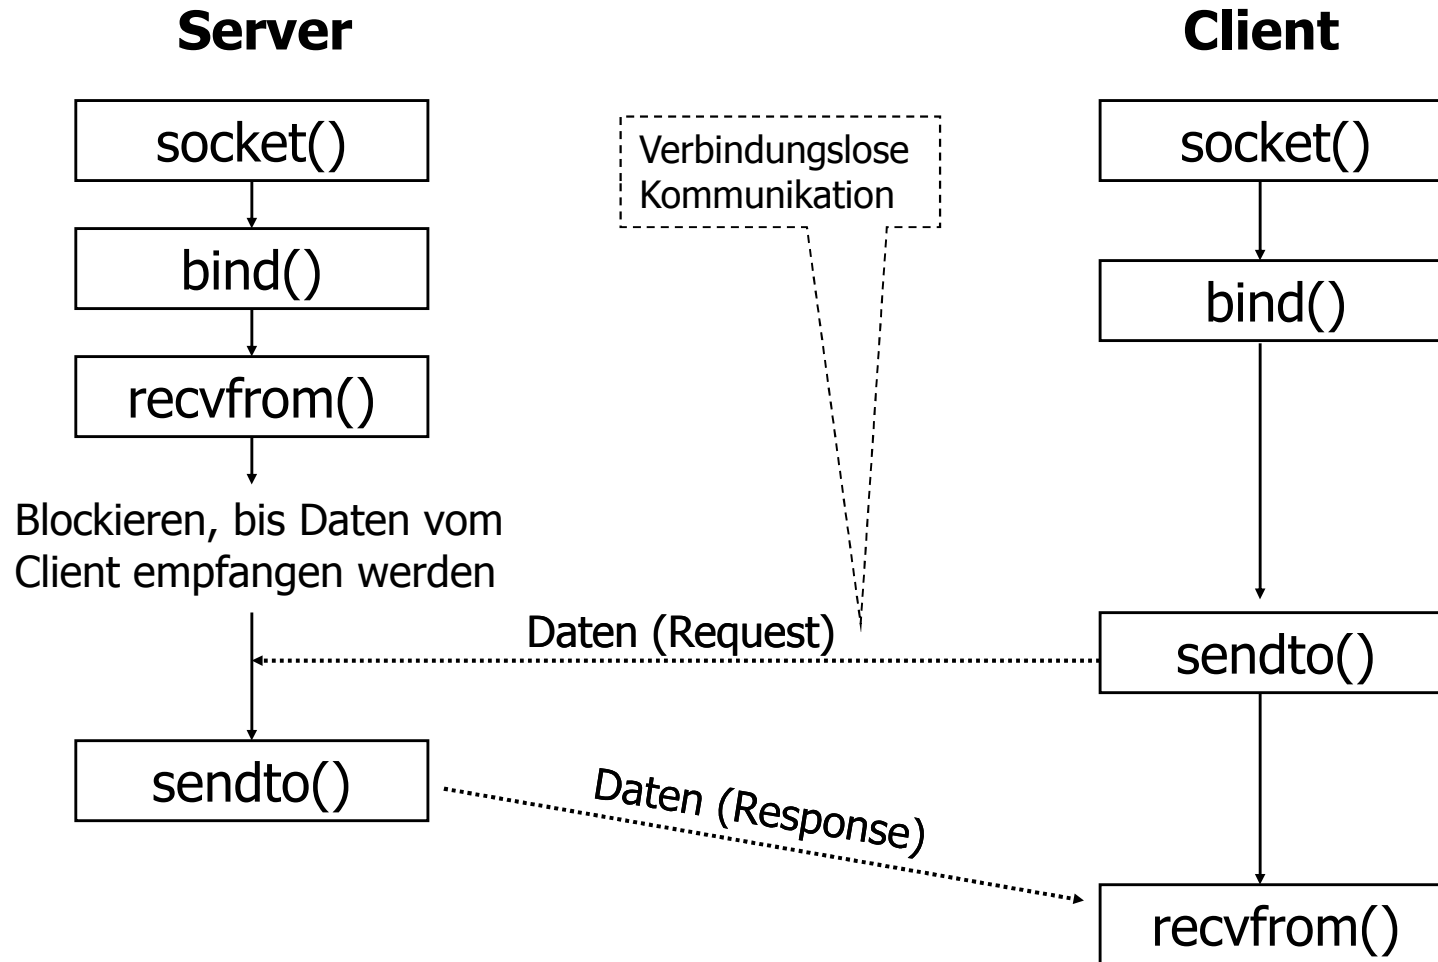 Server
Client
socket()
Verbindungslose
Kommunikation
socket()
bind()
bind()
recvfrom()
Blockieren, bis Daten vom
Client empfangen werden
Daten (Request)
sendto()
sendto()
Daten (Response)
recvfrom()